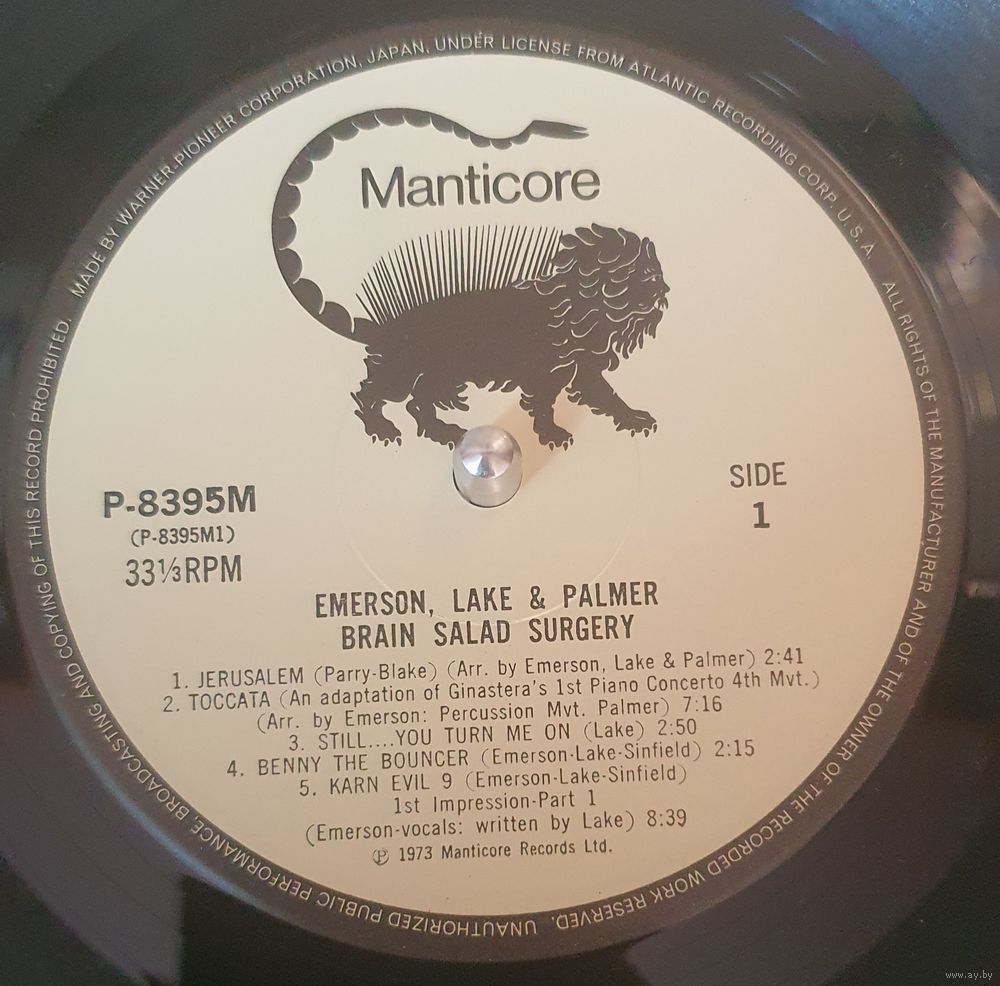 MADE BY WARNER-PIONEER CORPORATION, JAPAN, UNDER LICENSE FROM ATLANTIC RECORDING CORP. U.S.A. ALL RIGHTS OF THE MANUFACTURER AND OF THE OWNER OF THE RECORDED WORK RESERVED. UNAUTHORIZED PUBLIC PERFORMANCE, BROADCASTING AND COPYING OF THIS RECORD PROHIBITED.
Manticore
P-8395M
(P-8395M1)
33⅓RPM
SIDE
1
EMERSON, LAKE & PALMER
BRAIN SALAD SURGERY
1. JERUSALEM (Parry-Blake) (Arr. by Emerson, Lake & Palmer) 2:41
2. TOCCATA (An adaptation of Ginastera's 1st Piano Concerto 4th Mvt.)
(Arr. by Emerson: Percussion Mvt. Palmer) 7:16
3. STILL....YOU TURN ME ON (Lake) 2:50
4. BENNY THE BOUNCER (Emerson-Lake-Sinfield) 2:15
5. KARN EVIL 9 (Emerson-Lake-Sinfield)
1st Impression-Part 1
(Emerson-vocals: written by Lake) 8:39
℗ 1973 Manticore Records Ltd.
www.ay.by